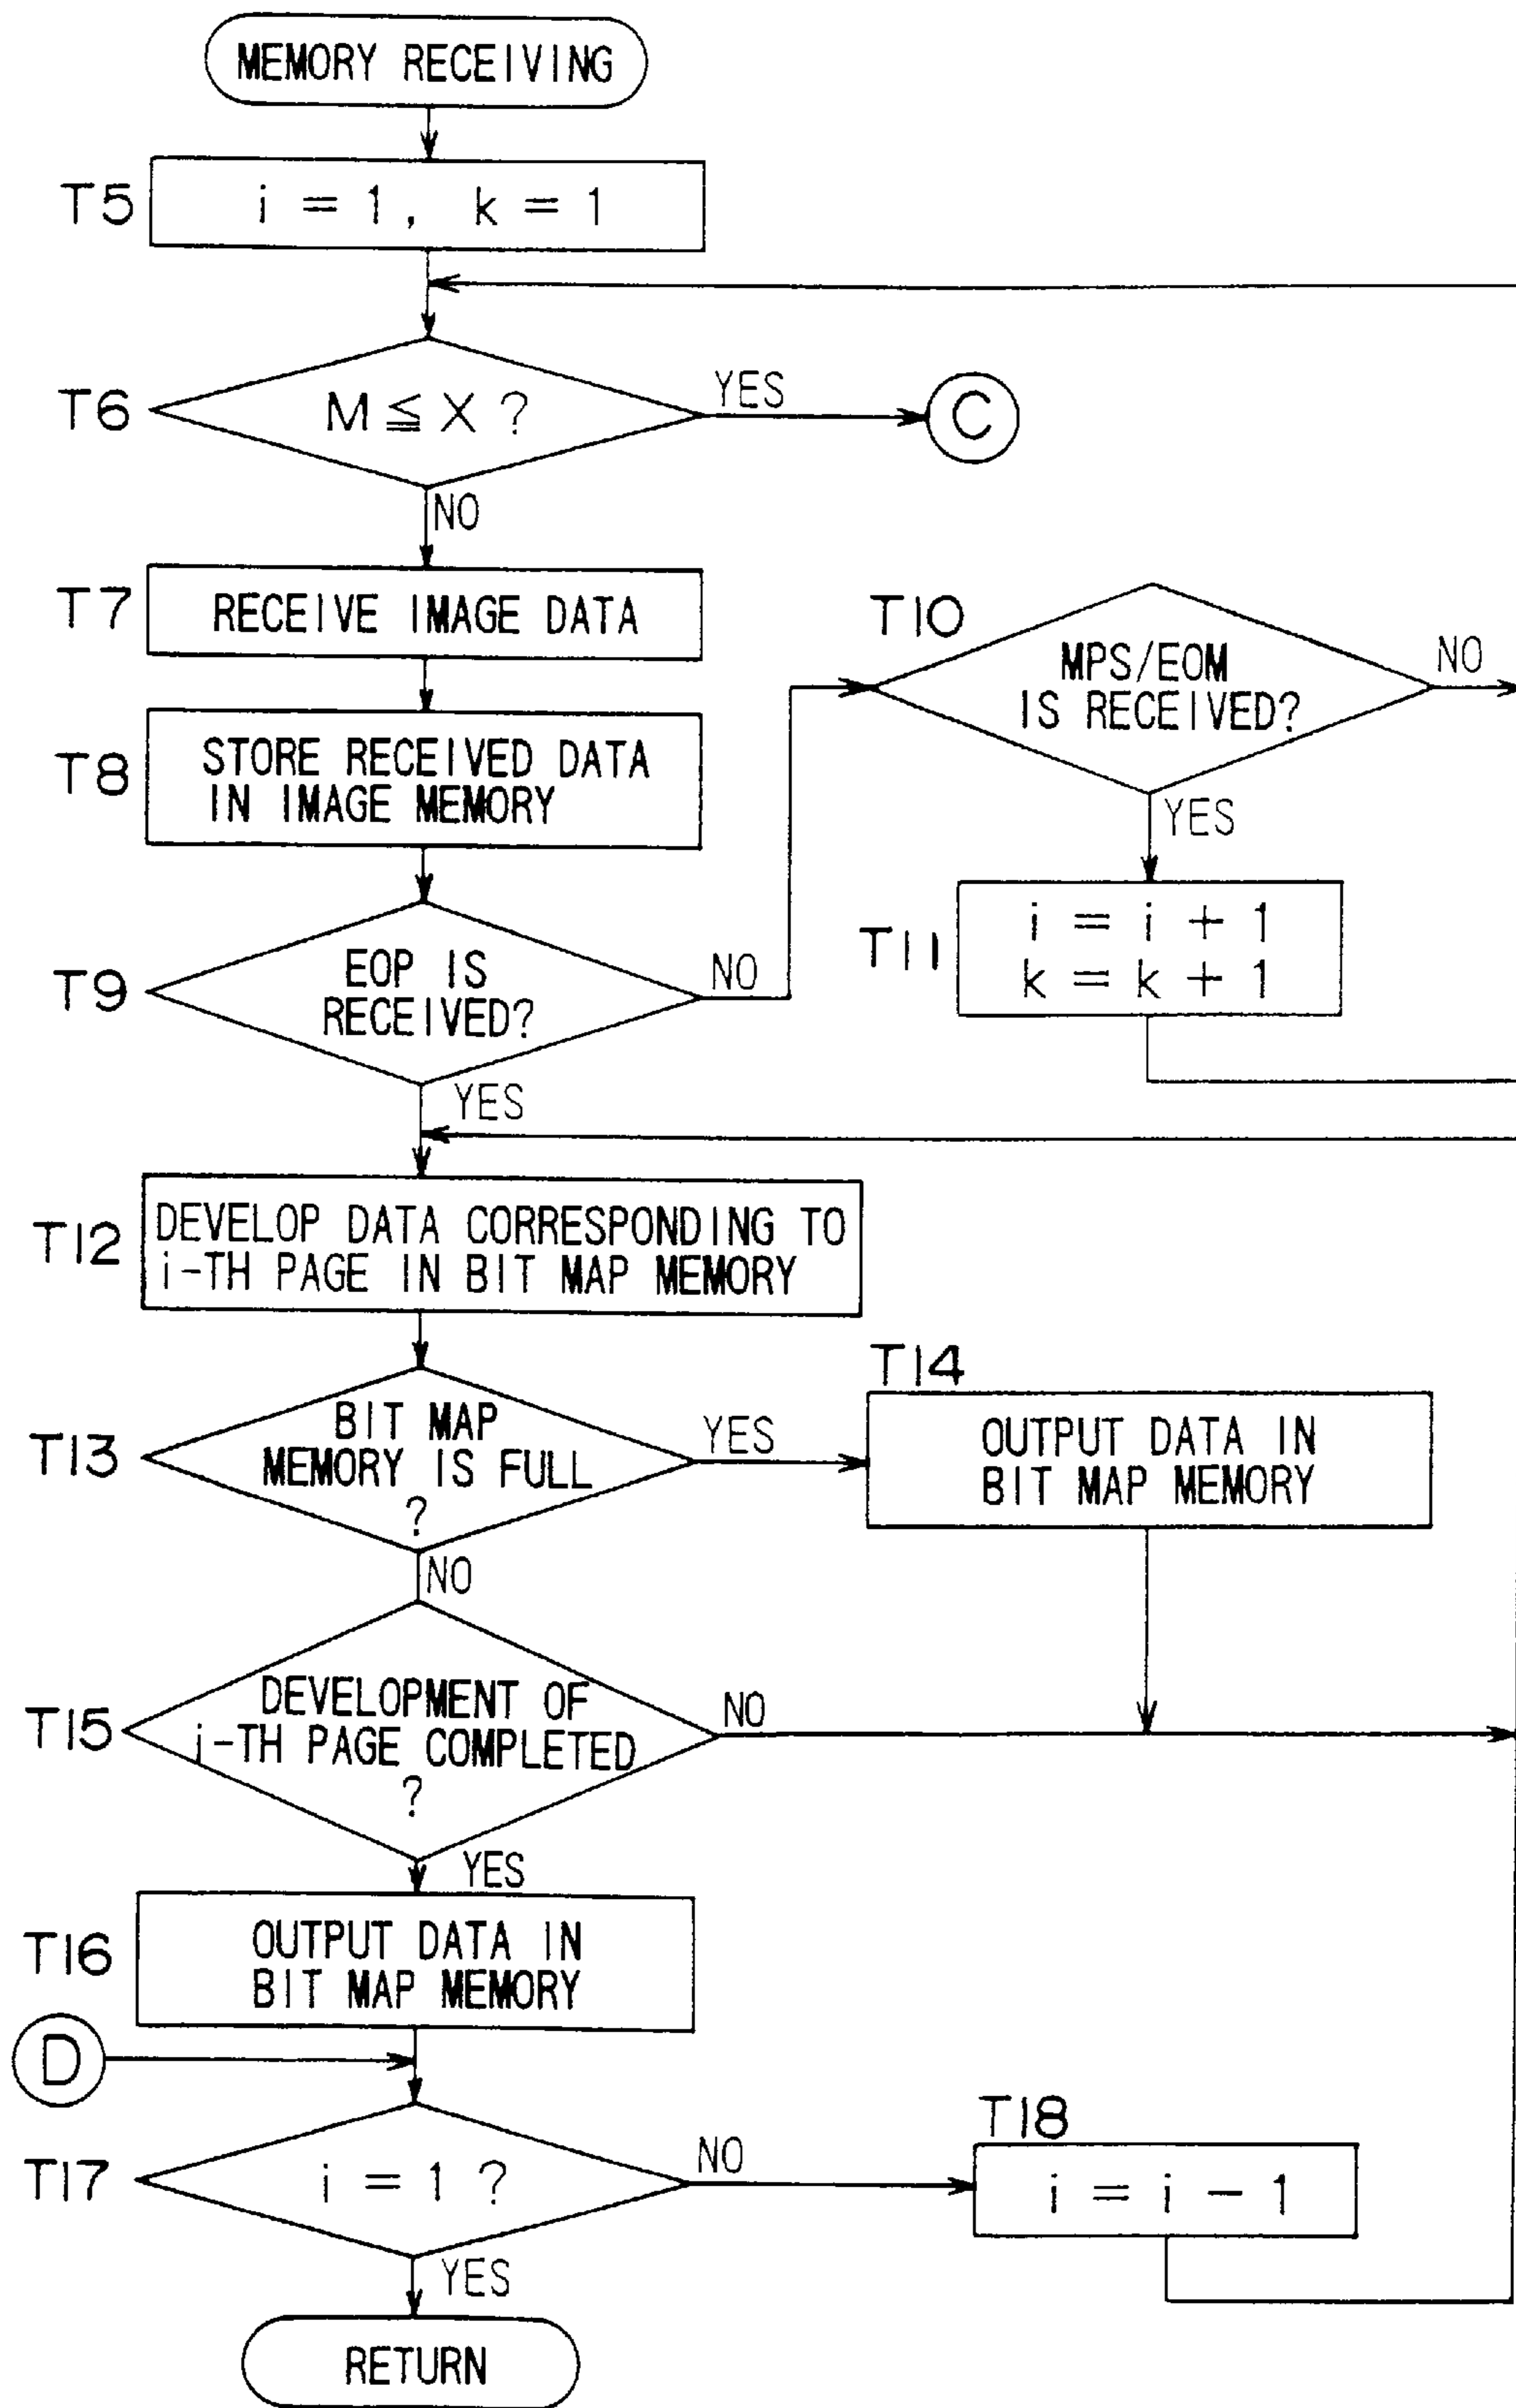 MEMORY RECEIVING
T5
i = 1, k = 1
T6
M ≦ X ?
YES
C
NO
T7
RECEIVE IMAGE DATA
T8
STORE RECEIVED DATA
IN IMAGE MEMORY
T9
EOP IS
RECEIVED?
NO
YES
T10
MPS/EOM
IS RECEIVED?
NO
YES
T11
i = i + 1
k = k + 1
T12
DEVELOP DATA CORRESPONDING TO
i-TH PAGE IN BIT MAP MEMORY
T13
BIT MAP
MEMORY IS FULL
?
YES
NO
T14
OUTPUT DATA IN
BIT MAP MEMORY
T15
DEVELOPMENT OF
i-TH PAGE COMPLETED
?
NO
YES
T16
OUTPUT DATA IN
BIT MAP MEMORY
D
T17
i = 1 ?
NO
YES
T18
i = i - 1
RETURN